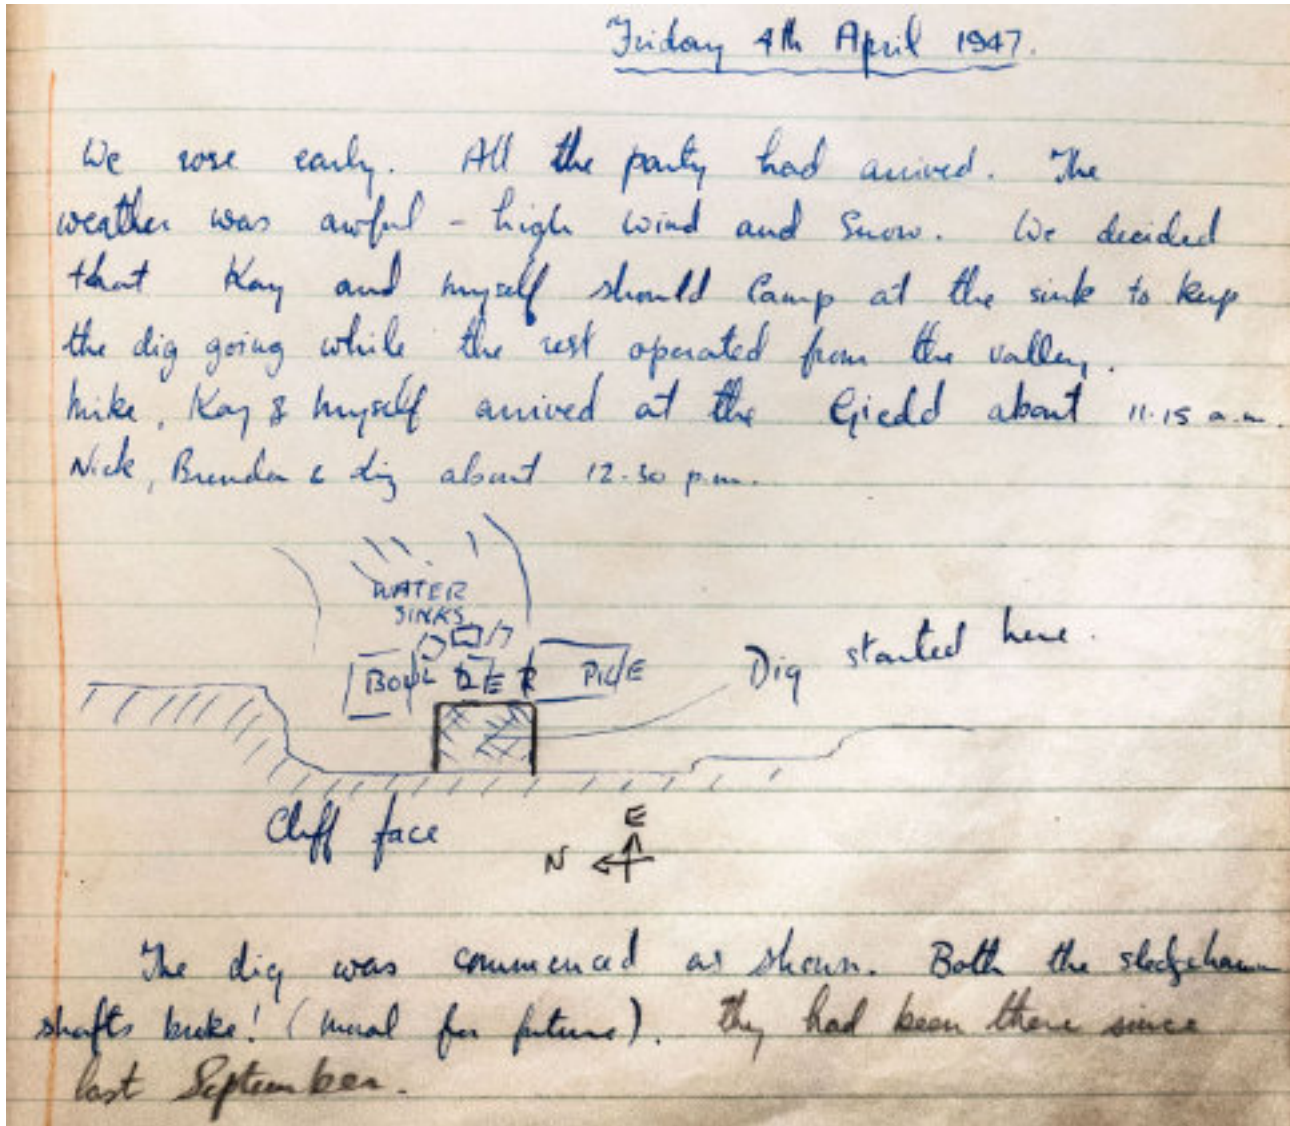 Friday 4th April 1947.
We rose early. All the party had arrived. The
weather was awful - high wind and Snow. We decided
that Kay and myself should Camp at the sink to keep
the dig going while the rest operated from the valley.
Mike, Kay & myself arrived at the Giedd about 11.15 a.m.
Nick, Brendan & dig about 12.30 p.m.
WATER
SINKS
BOULDER PILE
Dig started here.
Cliff face
E
N
The dig was commenced as shown. Both the sledgehamm
shafts broke! (moral for future). They had been there since
last September.